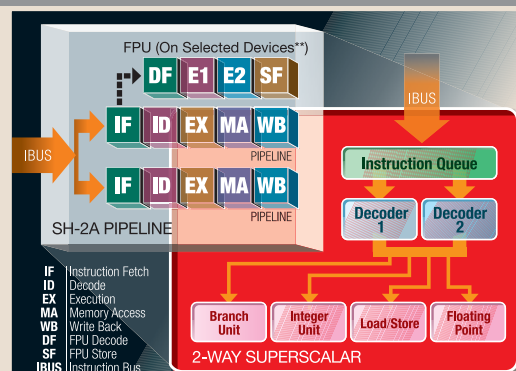 FPU (On Selected Devices**)
DF E1 E2 SF
IF ID EX MA WB
PIPELINE
IF ID EX MA WB
PIPELINE
IBUS
SH-2A PIPELINE
IF Instruction Fetch
ID Decode
EX Execution
MA Memory Access
WB Write Back
DF FPU Decode
SF FPU Store
IBUS Instruction Bus
IBUS
Instruction Queue
Decoder 1
Decoder 2
Branch Unit
Integer Unit
Load/Store
Floating Point
2-WAY SUPERSCALAR